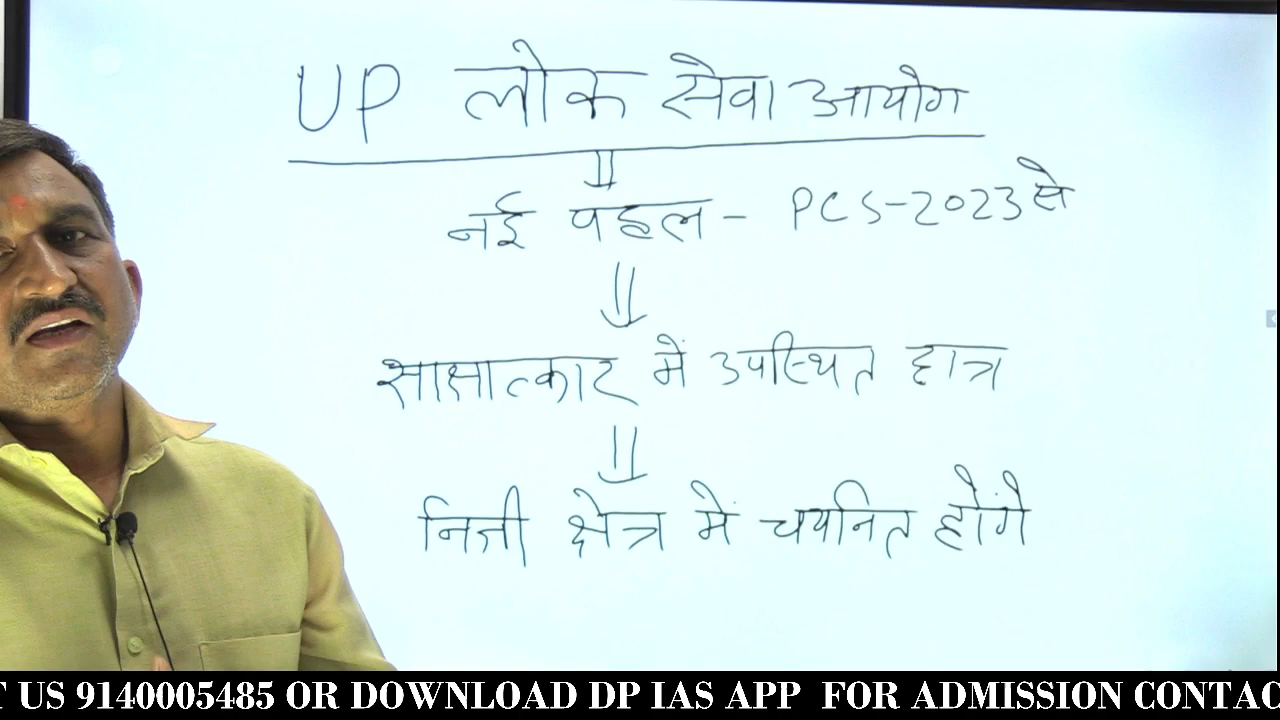 UP लोक सेवा आयोग
नई पहल - PCS-2023 से
साक्षात्कार में उपस्थित छात्र
निजी क्षेत्र में चयनित होंगे
T US 9140005485 OR DOWNLOAD DP IAS APP FOR ADMISSION CONTAC